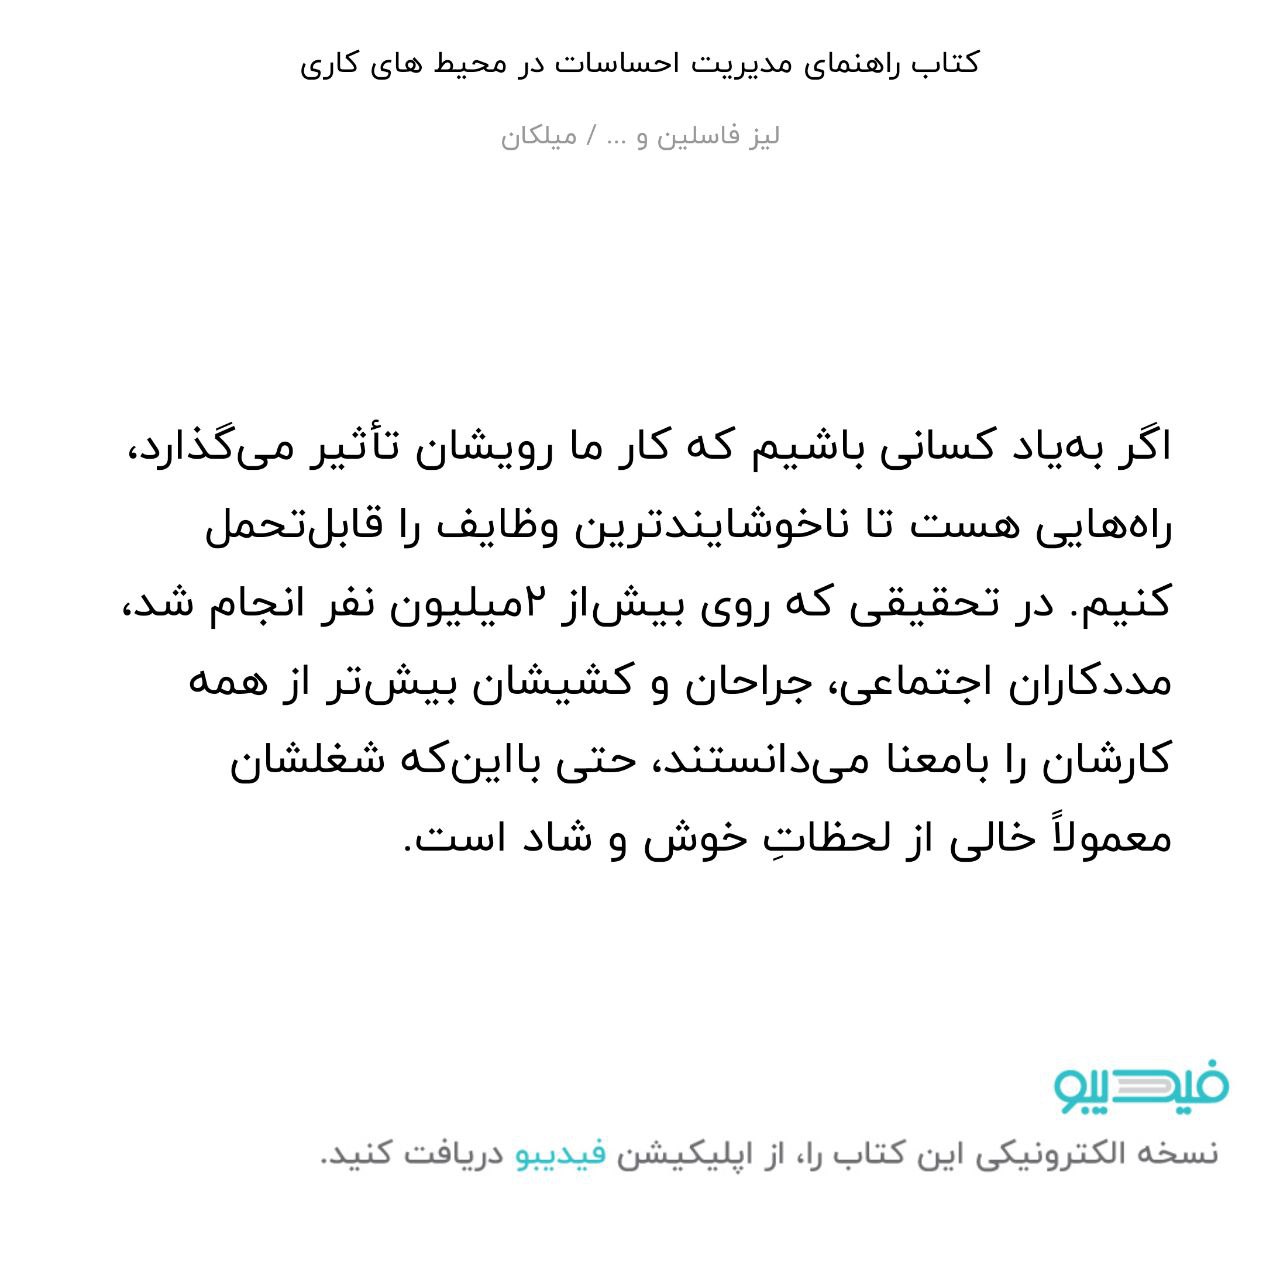 کتاب راهنمای مدیریت احساسات در محیط های کاری
لیز فاسلین و ... / میلکان
اگر به‌یاد کسانی باشیم که کار ما رویشان تأثیر می‌گذارد،
راه‌هایی هست تا ناخوشایندترین وظایف را قابل‌تحمل
کنیم. در تحقیقی که روی بیش‌از ۲میلیون نفر انجام شد،
مددکاران اجتماعی، جراحان و کشیشان بیش‌تر از همه
کارشان را بامعنا می‌دانستند، حتی بااین‌که شغلشان
معمولاً خالی از لحظاتِ خوش و شاد است.
فیدیبو
نسخه الکترونیکی این کتاب را، از اپلیکیشن فیدیبو دریافت کنید.